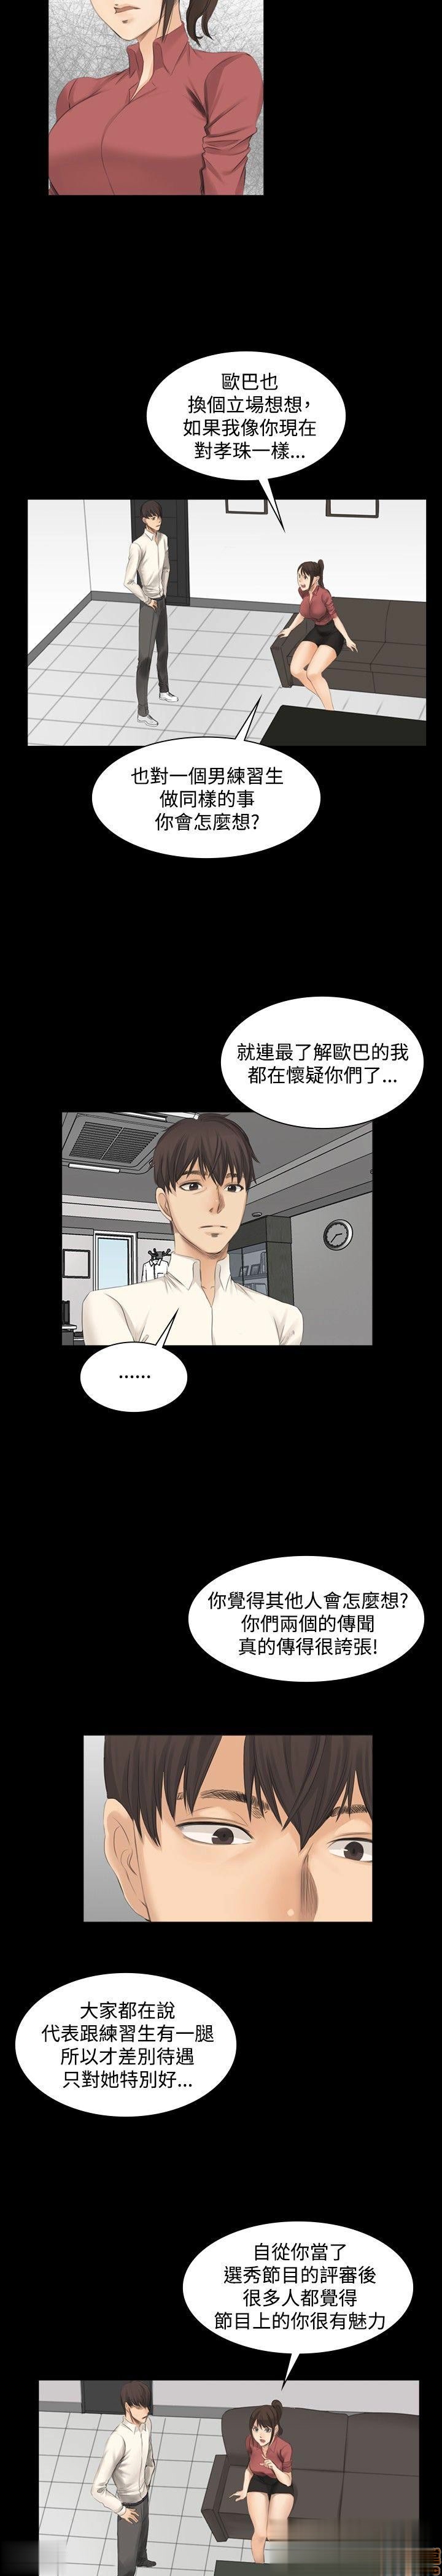 歐巴也
換個立場想想,
如果我像你現在
對孝珠一樣...
也對一個男練習生
做同樣的事
你會怎麼想?
就連最了解歐巴的我
都在懷疑你們了...
......
你覺得其他人會怎麼想?
你們兩個的傳聞
真的傳得很誇張!
大家都在說
代表跟練習生有一腿
所以才差別待遇
只對她特別好...
自從你當了
選秀節目的評審後
很多人都覺得
節目上的你很有魅力